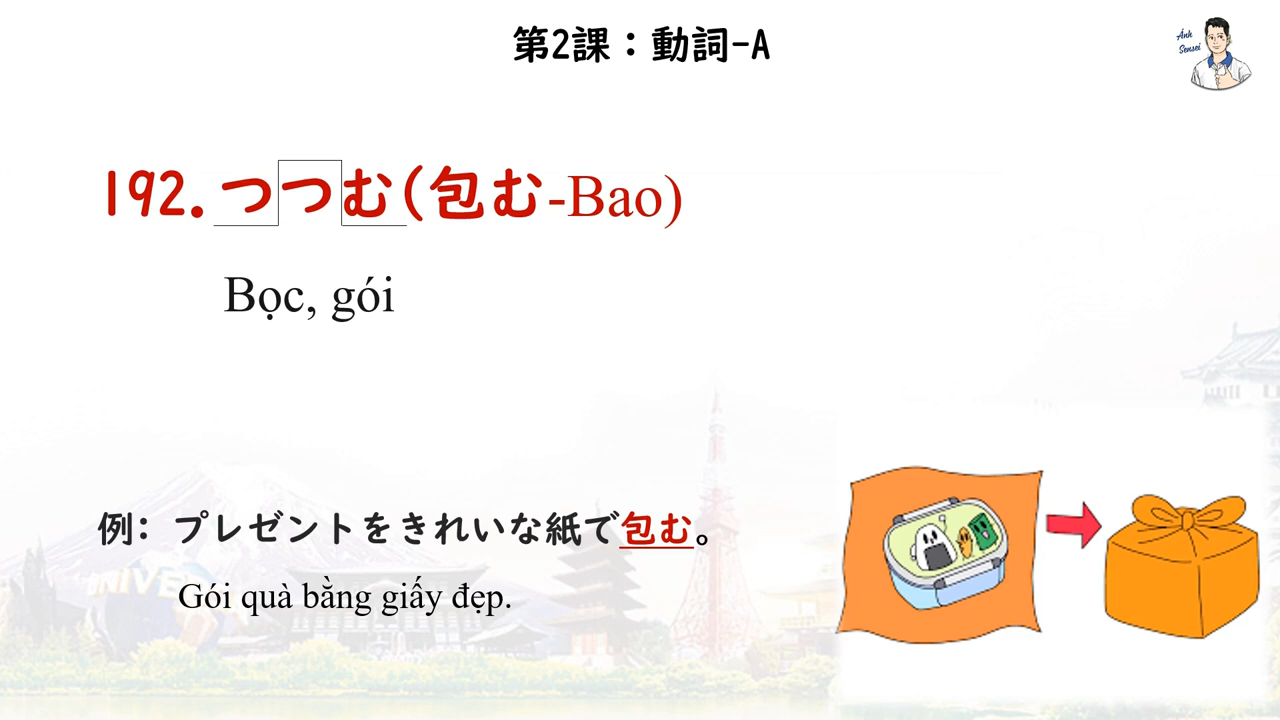 第2課：動詞-A
Ánh
Sensei
192.つつむ(包む-Bao)
Bọc, gói
例：プレゼントをきれいな紙で包む。
Gói quà bằng giấy đẹp.